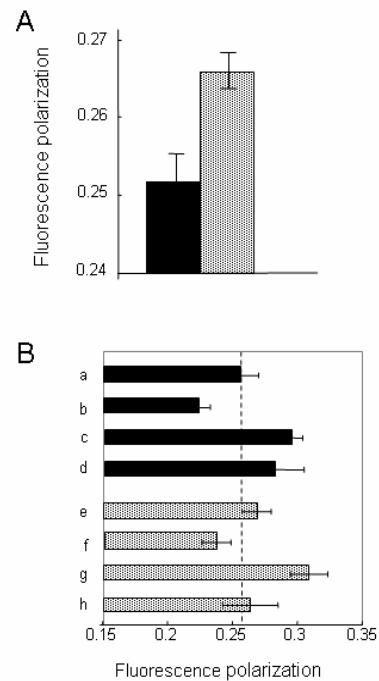 A
Fluorescence polarization
0.27
0.26
0.25
0.24
B
a
b
c
d
e
f
g
h
0.15 0.2 0.25 0.3 0.35
Fluorescence polarization